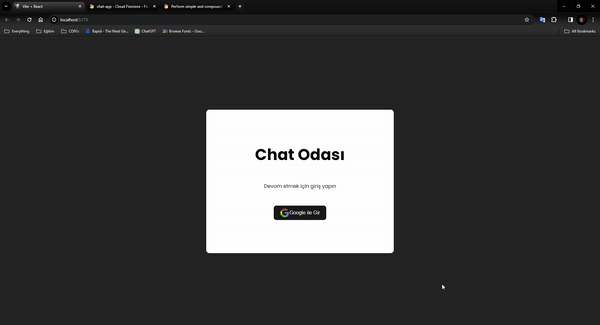 Vite + React
chat-app - Cloud Firestore - Fi
Perform simple and compound
localhost:5173
Everything
Eğitim
CDN's
Rapid - The Next Ge...
ChatGPT
Browse Fonts - Goo...
All Bookmarks
Chat Odası
Devam etmek için giriş yapın
Google ile Gir